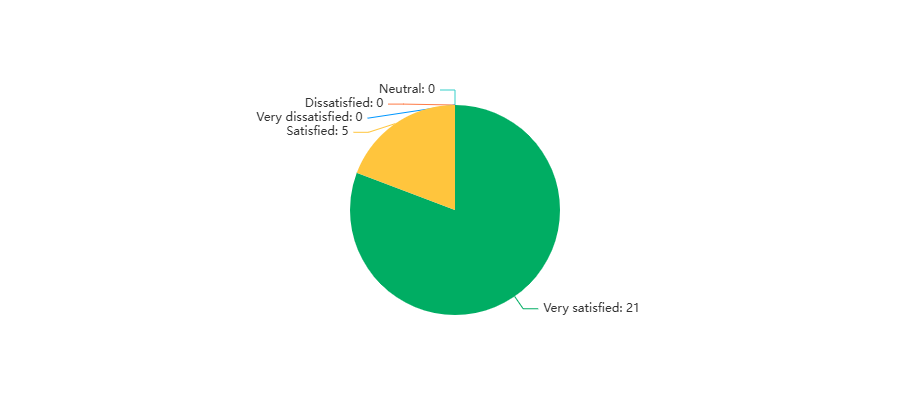 Neutral: 0
Dissatisfied: 0
Very dissatisfied: 0
Satisfied: 5
Very satisfied: 21